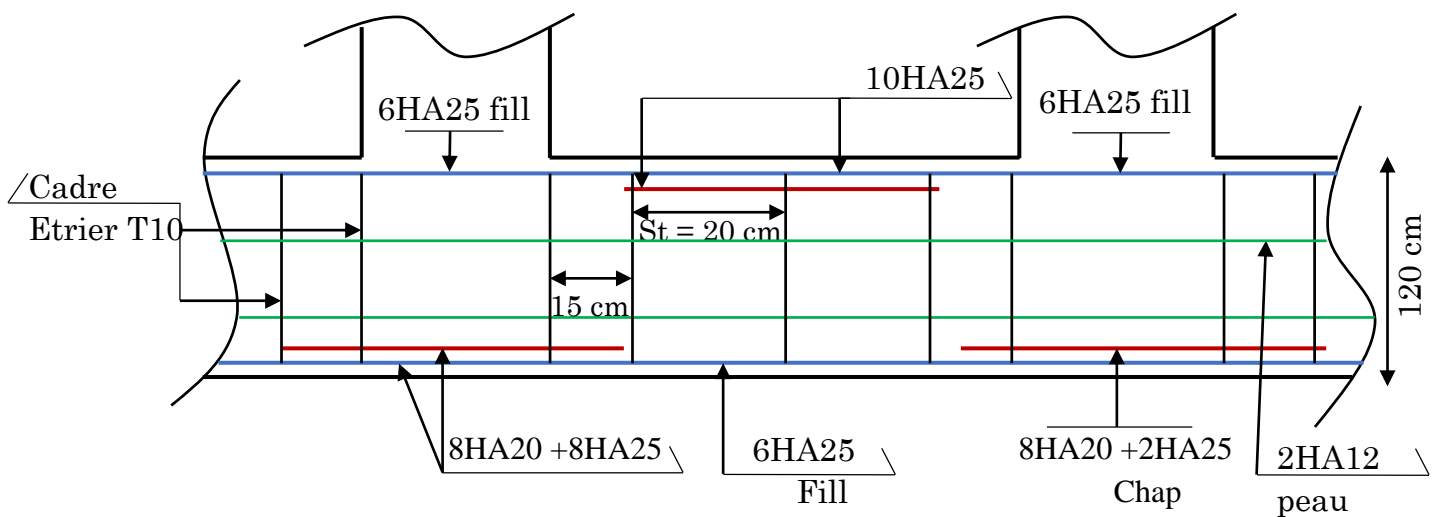 10HA25
6HA25 fill
6HA25 fill
Cadre
Etrier T10
St = 20 cm
15 cm
120 cm
8HA20 +8HA25
6HA25
Fill
8HA20 +2HA25
Chap
2HA12
peau